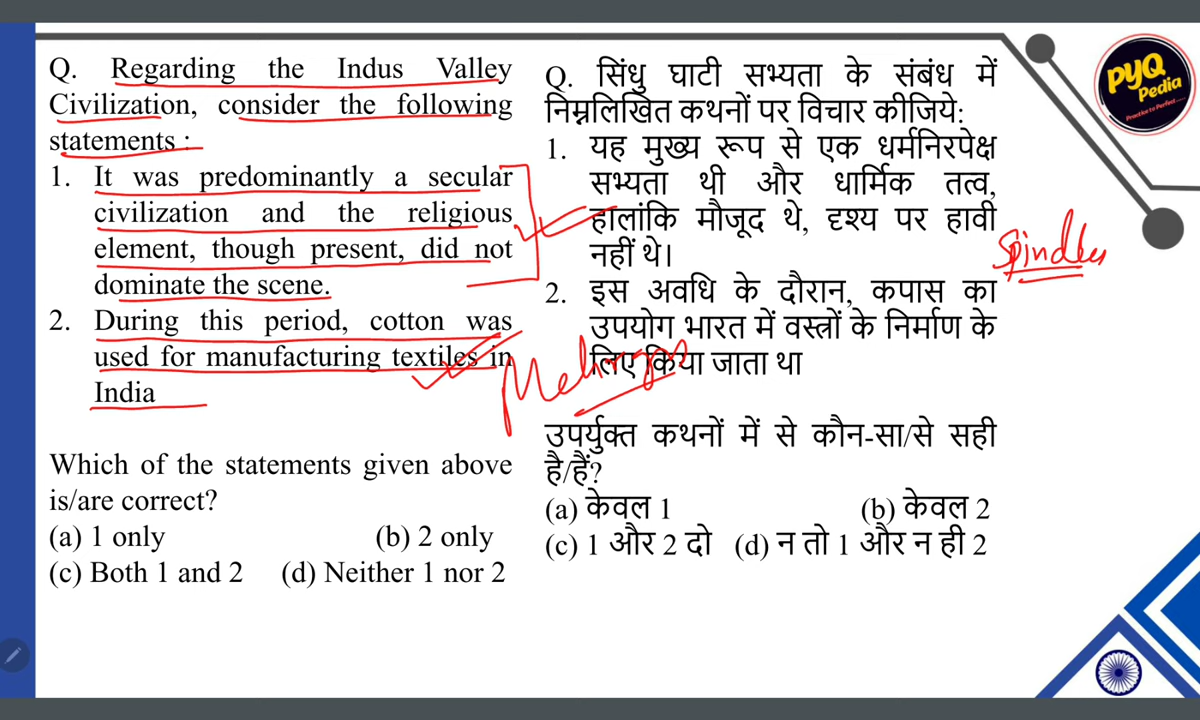 Q. Regarding the Indus Valley
Civilization, consider the following
statements :
1. It was predominantly a secular
civilization and the religious
element, though present, did not
dominate the scene.
2. During this period, cotton was
used for manufacturing textiles in
India
Which of the statements given above
is/are correct?
(a) 1 only (b) 2 only
(c) Both 1 and 2 (d) Neither 1 nor 2
Q. सिंधु घाटी सभ्यता के संबंध में
निम्नलिखित कथनों पर विचार कीजिये:
1. यह मुख्य रूप से एक धर्मनिरपेक्ष
सभ्यता थी और धार्मिक तत्व,
हालांकि मौजूद थे, दृश्य पर हावी
नहीं थे।
2. इस अवधि के दौरान, कपास का
उपयोग भारत में वस्त्रों के निर्माण के
लिए किया जाता था
उपर्युक्त कथनों में से कौन-सा/से सही
है/हैं?
(a) केवल 1 (b) केवल 2
(c) 1 और 2 दो (d) न तो 1 और न ही 2
PYQ
Pedia
Practice to Perfect